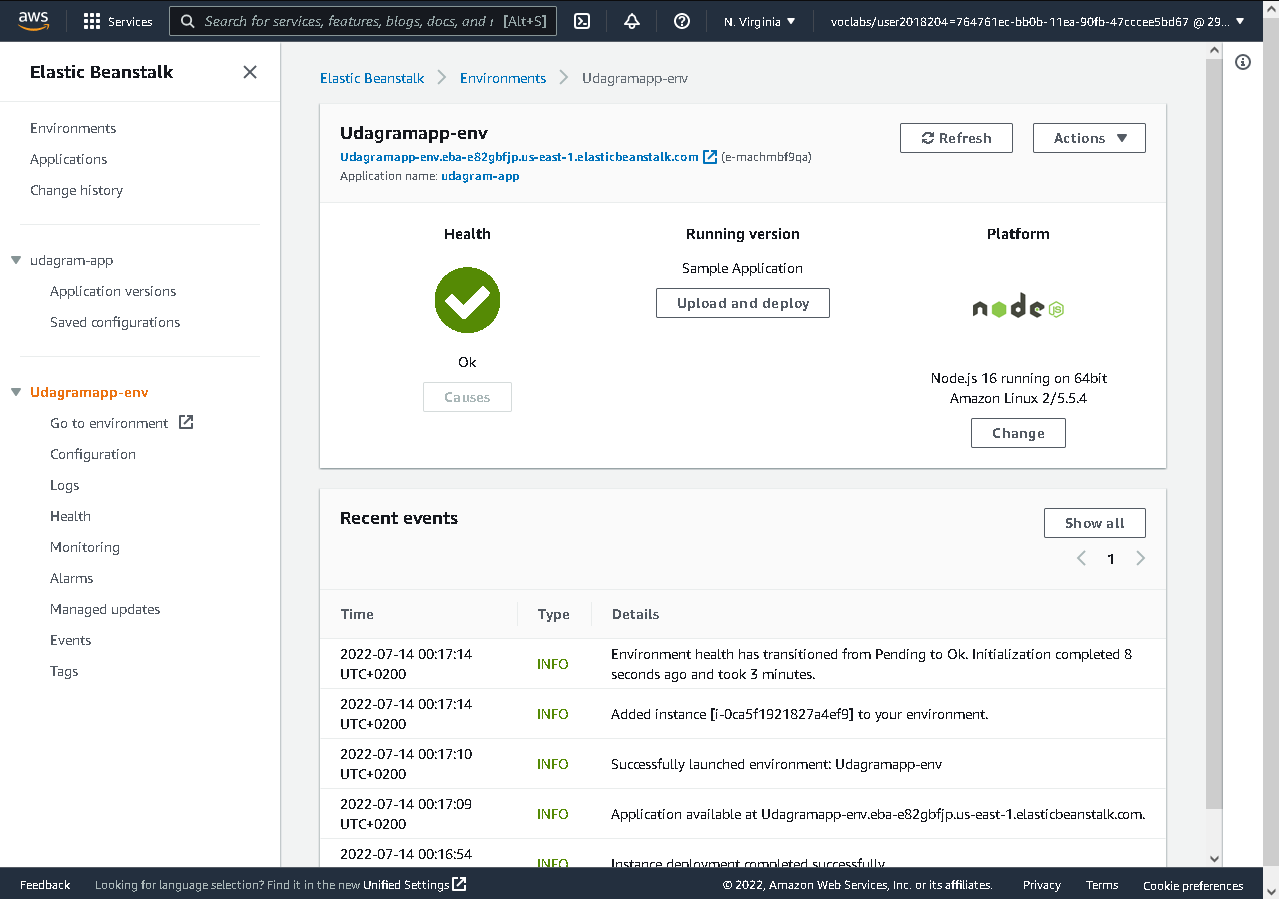 aws
Services
Search for services, features, blogs, docs, and r [Alt+S]
N. Virginia
voclabs/user2018204=764761ec-bb0b-11ea-90fb-47cccee5bd67 @ 29...
Elastic Beanstalk
Environments
Applications
Change history
udagram-app
Application versions
Saved configurations
Udagramapp-env
Go to environment
Configuration
Logs
Health
Monitoring
Alarms
Managed updates
Events
Tags
Elastic Beanstalk > Environments > Udagramapp-env
Udagramapp-env
Udagramapp-env.eba-e82gbfjp.us-east-1.elasticbeanstalk.com (e-machmbf9qa)
Application name: udagram-app
Refresh
Actions
Health
Ok
Causes
Running version
Sample Application
Upload and deploy
Platform
node JS
Node.js 16 running on 64bit
Amazon Linux 2/5.5.4
Change
Recent events
Show all
1
Time Type Details
2022-07-14 00:17:14
UTC+0200
INFO
Environment health has transitioned from Pending to Ok. Initialization completed 8
seconds ago and took 3 minutes.
2022-07-14 00:17:14
UTC+0200
INFO
Added instance [i-0ca5f1921827a4ef9] to your environment.
2022-07-14 00:17:10
UTC+0200
INFO
Successfully launched environment: Udagramapp-env
2022-07-14 00:17:09
UTC+0200
INFO
Application available at Udagramapp-env.eba-e82gbfjp.us-east-1.elasticbeanstalk.com.
2022-07-14 00:16:54
INFO
Instance deployment completed successfully.
Feedback
Looking for language selection? Find it in the new Unified Settings
© 2022, Amazon Web Services, Inc. or its affiliates.
Privacy
Terms
Cookie preferences